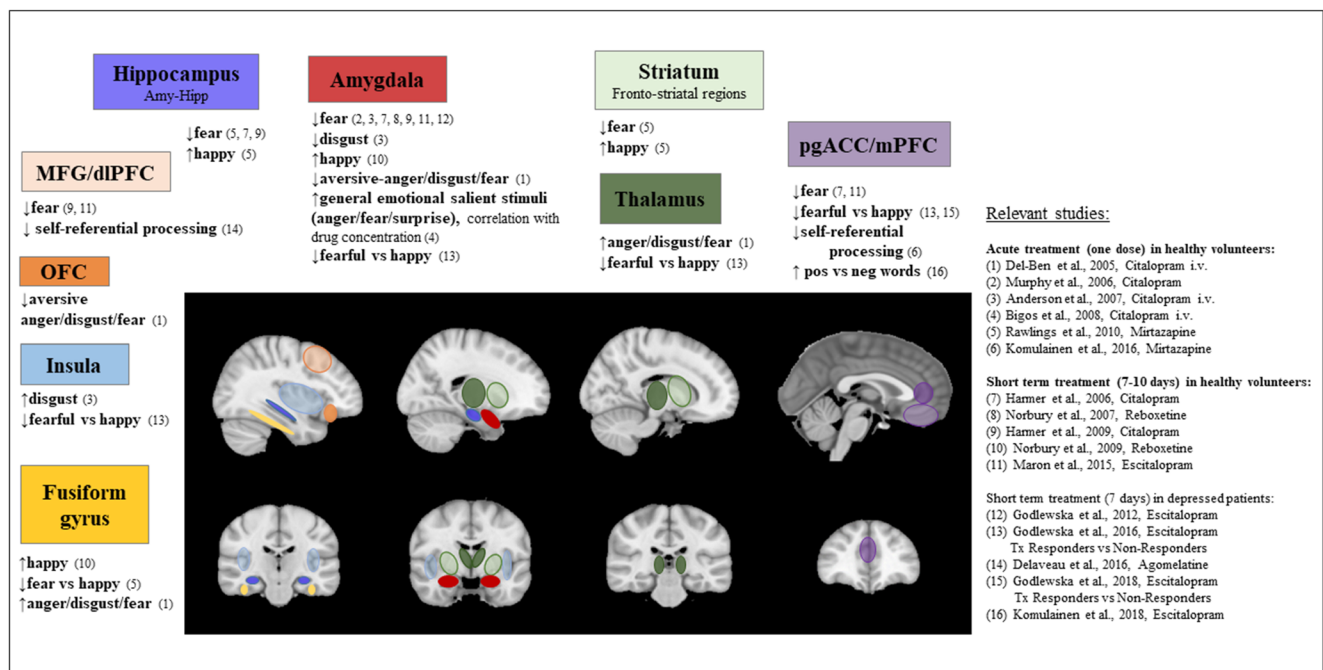 Hippocampus
Amy-Hipp
↓fear (5, 7, 9)
↑happy (5)
MFG/dlPFC
↓fear (9, 11)
↓ self-referential processing (14)
OFC
↓aversive
anger/disgust/fear (1)
Insula
↑disgust (3)
↓fearful vs happy (13)
Fusiform
gyrus
↑happy (10)
↓fear vs happy (5)
↑anger/disgust/fear (1)
Amygdala
↓fear (2, 3, 7, 8, 9, 11, 12)
↓disgust (3)
↑happy (10)
↓aversive-anger/disgust/fear (1)
↑general emotional salient stimuli
(anger/fear/surprise), correlation with
drug concentration (4)
↓fearful vs happy (13)
Striatum
Fronto-striatal regions
↓fear (5)
↑happy (5)
Thalamus
↑anger/disgust/fear (1)
↓fearful vs happy (13)
pgACC/mPFC
↓fear (7, 11)
↓fearful vs happy (13, 15)
↓self-referential
processing (6)
↑ pos vs neg words (16)
Relevant studies:
Acute treatment (one dose) in healthy volunteers:
(1) Del-Ben et al., 2005, Citalopram i.v.
(2) Murphy et al., 2006, Citalopram
(3) Anderson et al., 2007, Citalopram i.v.
(4) Bigos et al., 2008, Citalopram i.v.
(5) Rawlings et al., 2010, Mirtazapine
(6) Komulainen et al., 2016, Mirtazapine
Short term treatment (7-10 days) in healthy volunteers:
(7) Harmer et al., 2006, Citalopram
(8) Norbury et al., 2007, Reboxetine
(9) Harmer et al., 2009, Citalopram
(10) Norbury et al., 2009, Reboxetine
(11) Maron et al., 2015, Escitalopram
Short term treatment (7 days) in depressed patients:
(12) Godlewska et al., 2012, Escitalopram
(13) Godlewska et al., 2016, Escitalopram
Tx Responders vs Non-Responders
(14) Delaveau et al., 2016, Agomelatine
(15) Godlewska et al., 2018, Escitalopram
Tx Responders vs Non-Responders
(16) Komulainen et al., 2018, Escitalopram